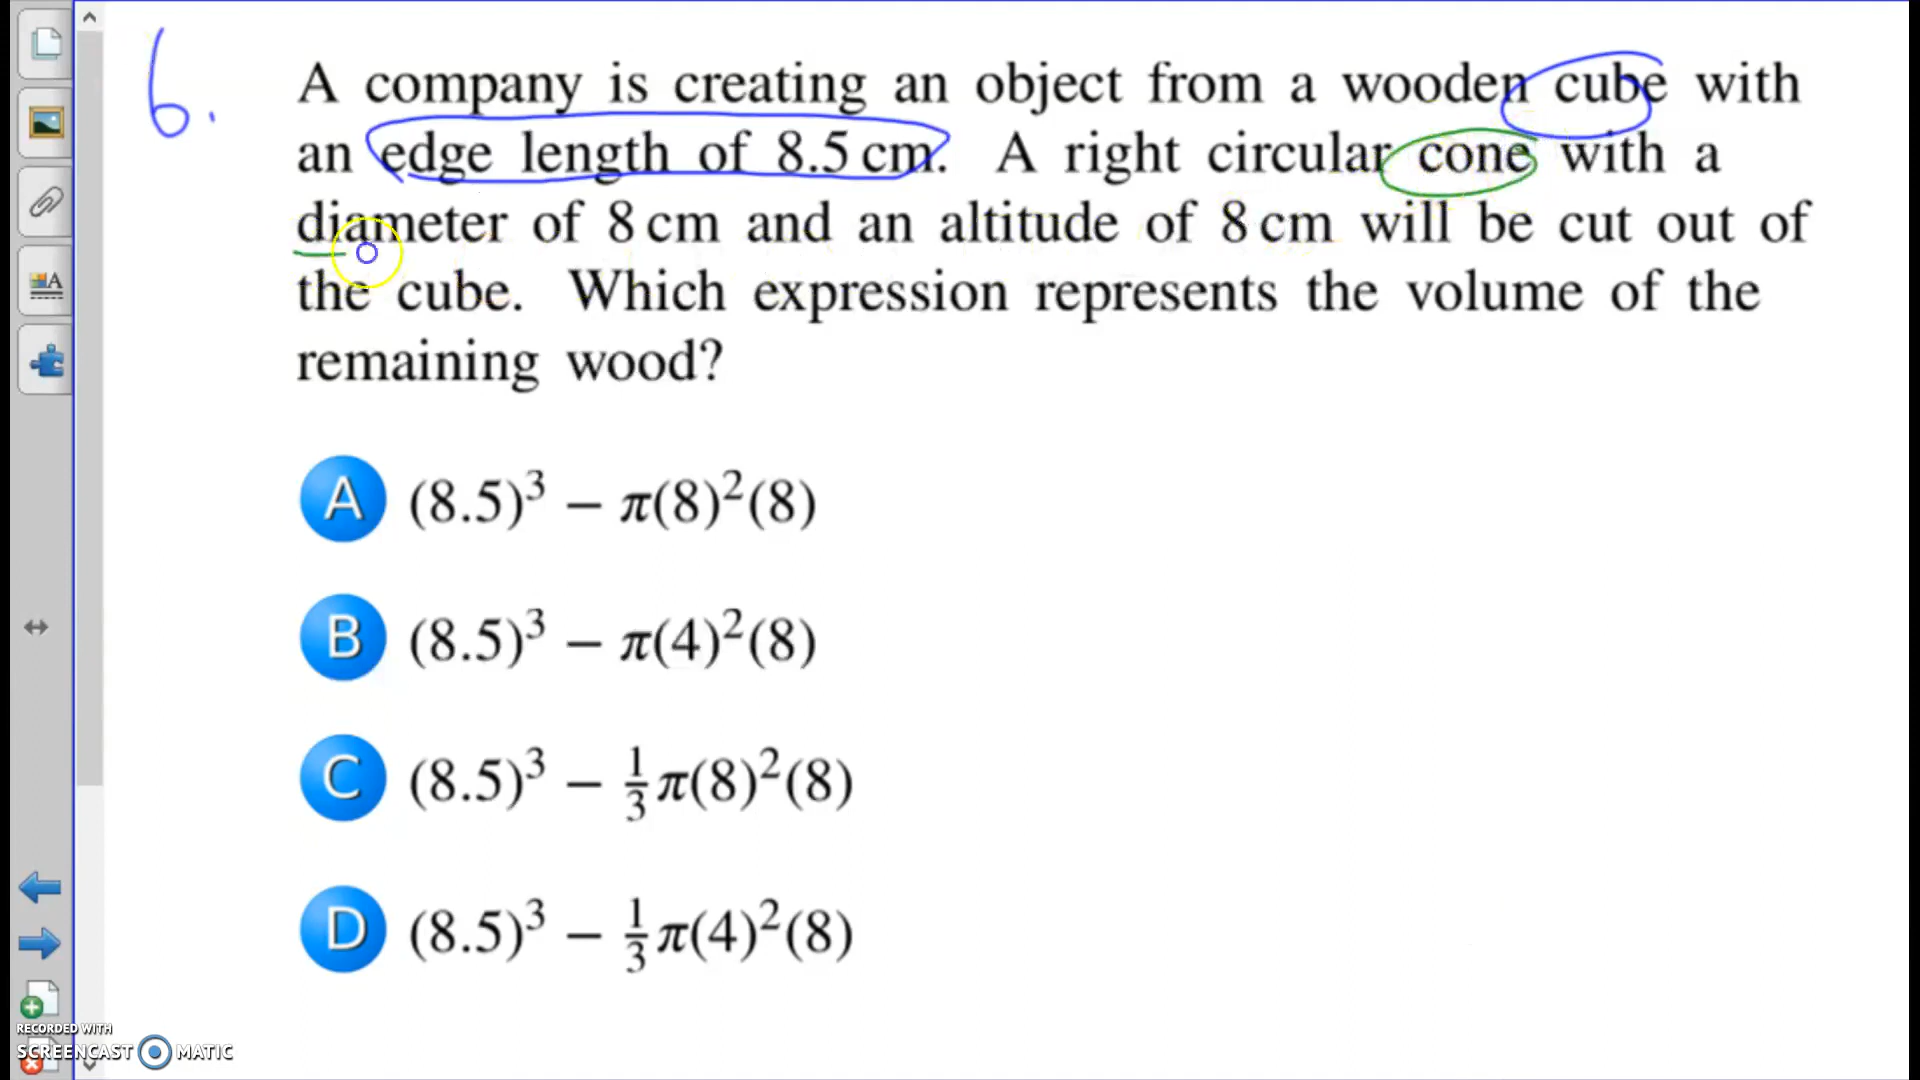 6.
A company is creating an object from a wooden cube with
an edge length of 8.5 cm. A right circular cone with a
diameter of 8 cm and an altitude of 8 cm will be cut out of
the cube. Which expression represents the volume of the
remaining wood?
A (8.5)³ − π(8)²(8)
B (8.5)³ − π(4)²(8)
C (8.5)³ − ⅓π(8)²(8)
D (8.5)³ − ⅓π(4)²(8)
RECORDED WITH
SCREENCAST MATIC